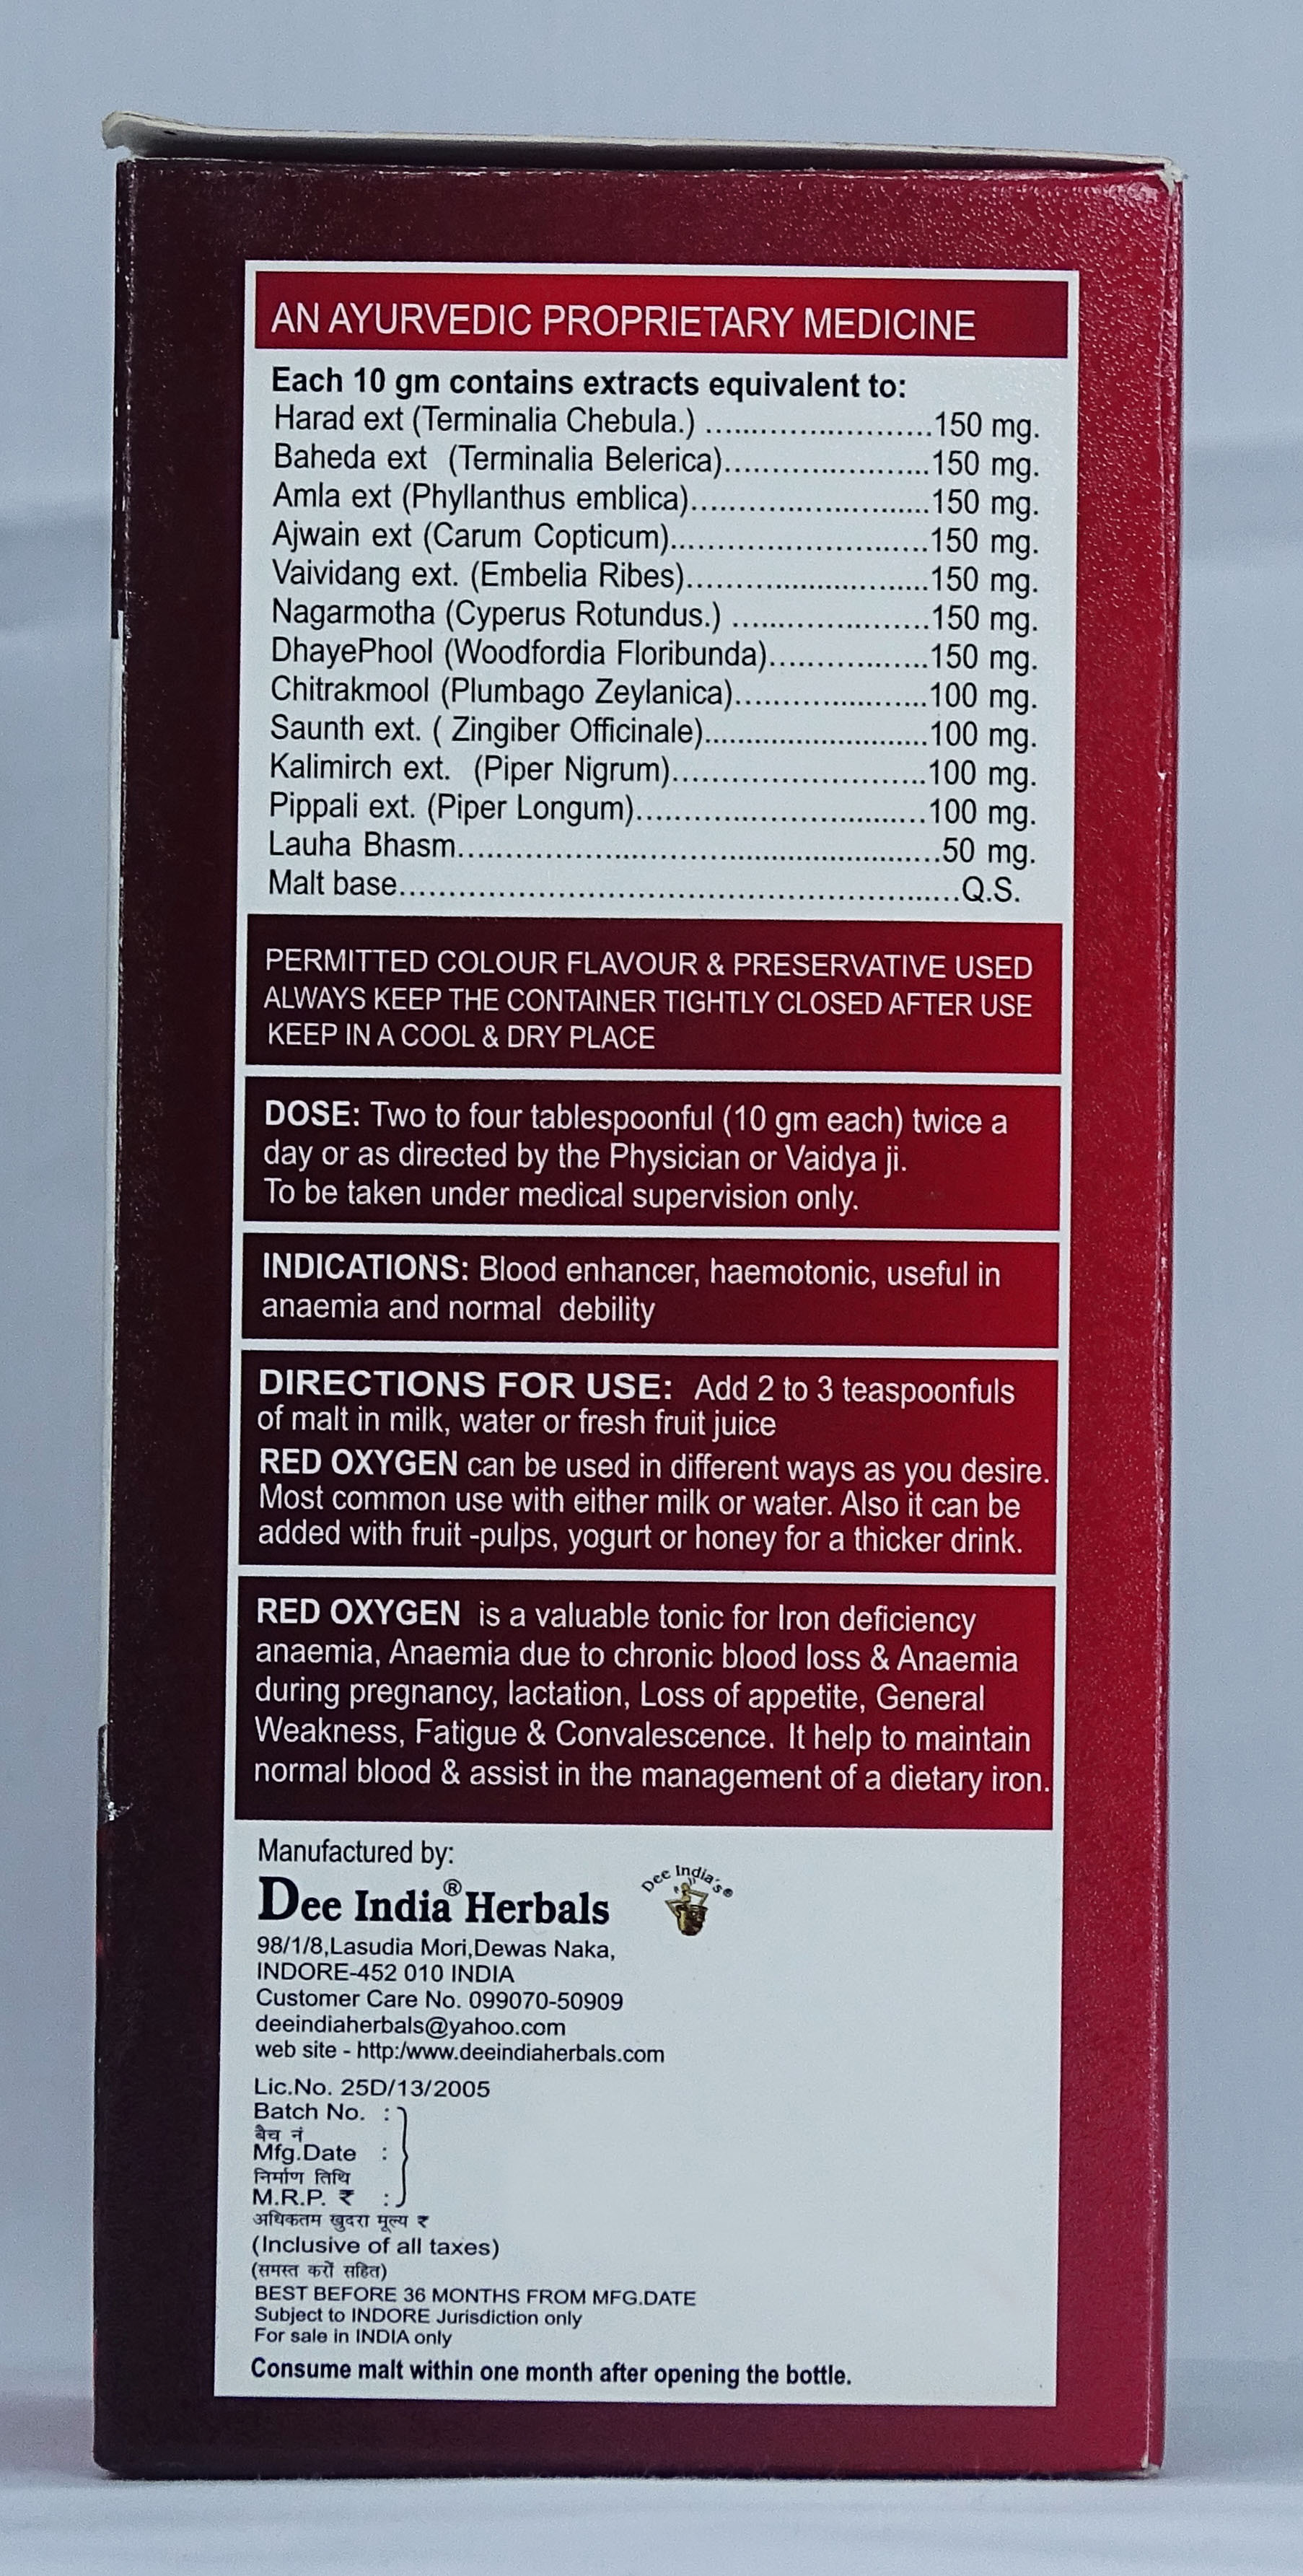 AN AYURVEDIC PROPRIETARY MEDICINE
Each 10 gm contains extracts equivalent to:
Harad ext (Terminalia Chebula.) .........................150 mg.
Baheda ext (Terminalia Belerica)......................150 mg.
Amla ext (Phyllanthus emblica)..........................150 mg.
Ajwain ext (Carum Copticum)............................150 mg.
Vaividang ext. (Embelia Ribes)..........................150 mg.
Nagarmotha (Cyperus Rotundus.) .....................150 mg.
DhayePhool (Woodfordia Floribunda).................150 mg.
Chitrakmool (Plumbago Zeylanica).....................100 mg.
Saunth ext. ( Zingiber Officinale)........................100 mg.
Kalimirch ext. (Piper Nigrum)...........................100 mg.
Pippali ext. (Piper Longum)...............................100 mg.
Lauha Bhasm....................................................50 mg.
Malt base............................................................Q.S.
PERMITTED COLOUR FLAVOUR & PRESERVATIVE USED
ALWAYS KEEP THE CONTAINER TIGHTLY CLOSED AFTER USE
KEEP IN A COOL & DRY PLACE
DOSE: Two to four tablespoonful (10 gm each) twice a
day or as directed by the Physician or Vaidya ji.
To be taken under medical supervision only.
INDICATIONS: Blood enhancer, haemotonic, useful in
anaemia and normal debility
DIRECTIONS FOR USE: Add 2 to 3 teaspoonfuls
of malt in milk, water or fresh fruit juice
RED OXYGEN can be used in different ways as you desire.
Most common use with either milk or water. Also it can be
added with fruit -pulps, yogurt or honey for a thicker drink.
RED OXYGEN is a valuable tonic for Iron deficiency
anaemia, Anaemia due to chronic blood loss & Anaemia
during pregnancy, lactation, Loss of appetite, General
Weakness, Fatigue & Convalescence. It help to maintain
normal blood & assist in the management of a dietary iron.
Manufactured by:
Dee India® Herbals
Dee India's®
98/1/8,Lasudia Mori,Dewas Naka,
INDORE-452 010 INDIA
Customer Care No. 099070-50909
deeindiaherbals@yahoo.com
web site - http:/www.deeindiaherbals.com
Lic.No. 25D/13/2005
Batch No. :
बैच नं
Mfg.Date :
निर्माण तिथि
M.R.P. ₹ :
अधिकतम खुदरा मूल्य ₹
(Inclusive of all taxes)
(समस्त करों सहित)
BEST BEFORE 36 MONTHS FROM MFG.DATE
Subject to INDORE Jurisdiction only
For sale in INDIA only
Consume malt within one month after opening the bottle.